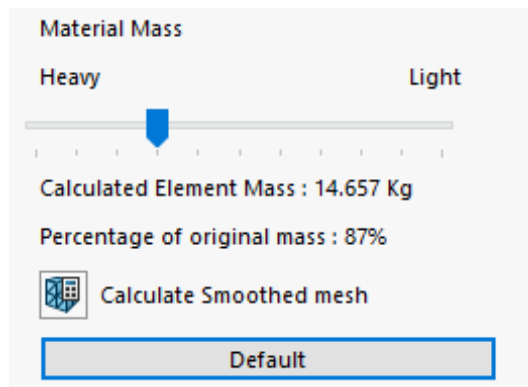 Material Mass
Heavy Light
Calculated Element Mass : 14.657 Kg
Percentage of original mass : 87%
Calculate Smoothed mesh
Default